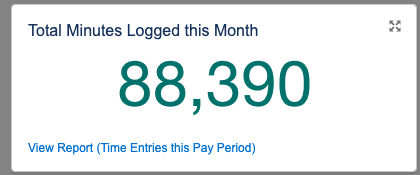 Total Minutes Logged this Month
88,390
View Report (Time Entries this Pay Period)